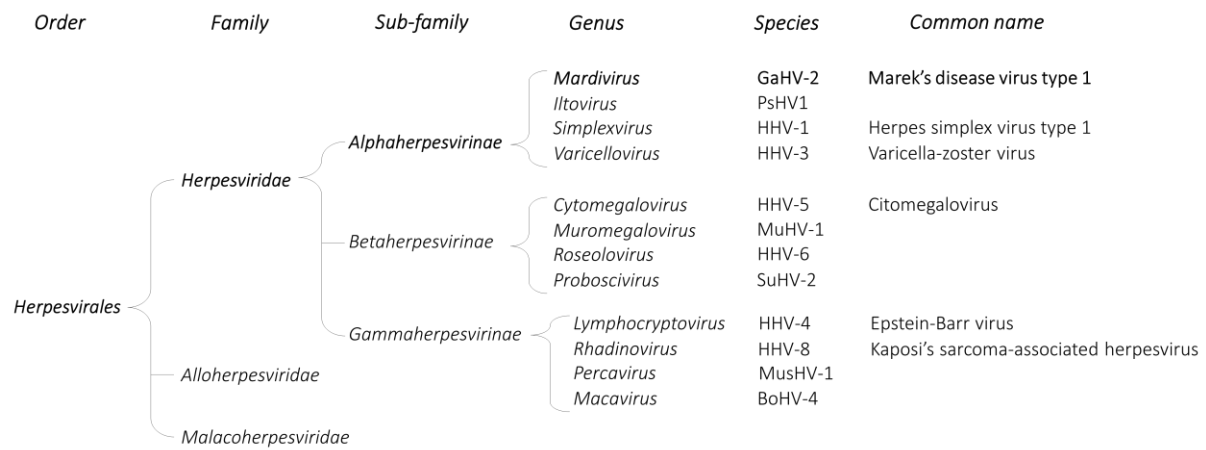 Order Family Sub-family Genus Species Common name
Mardivirus GaHV-2 Marek's disease virus type 1
Iltovirus PsHV1
Simplexvirus HHV-1 Herpes simplex virus type 1
Alphaherpesvirinae
Varicellovirus HHV-3 Varicella-zoster virus
Herpesviridae
Cytomegalovirus HHV-5 Citomegalovirus
Muromegalovirus MuHV-1
Betaherpesvirinae
Roseolovirus HHV-6
Proboscivirus SuHV-2
Herpesvirales
Lymphocryptovirus HHV-4 Epstein-Barr virus
Gammaherpesvirinae
Rhadinovirus HHV-8 Kaposi's sarcoma-associated herpesvirus
Percavirus MusHV-1
Alloherpesviridae
Macavirus BoHV-4
Malacoherpesviridae